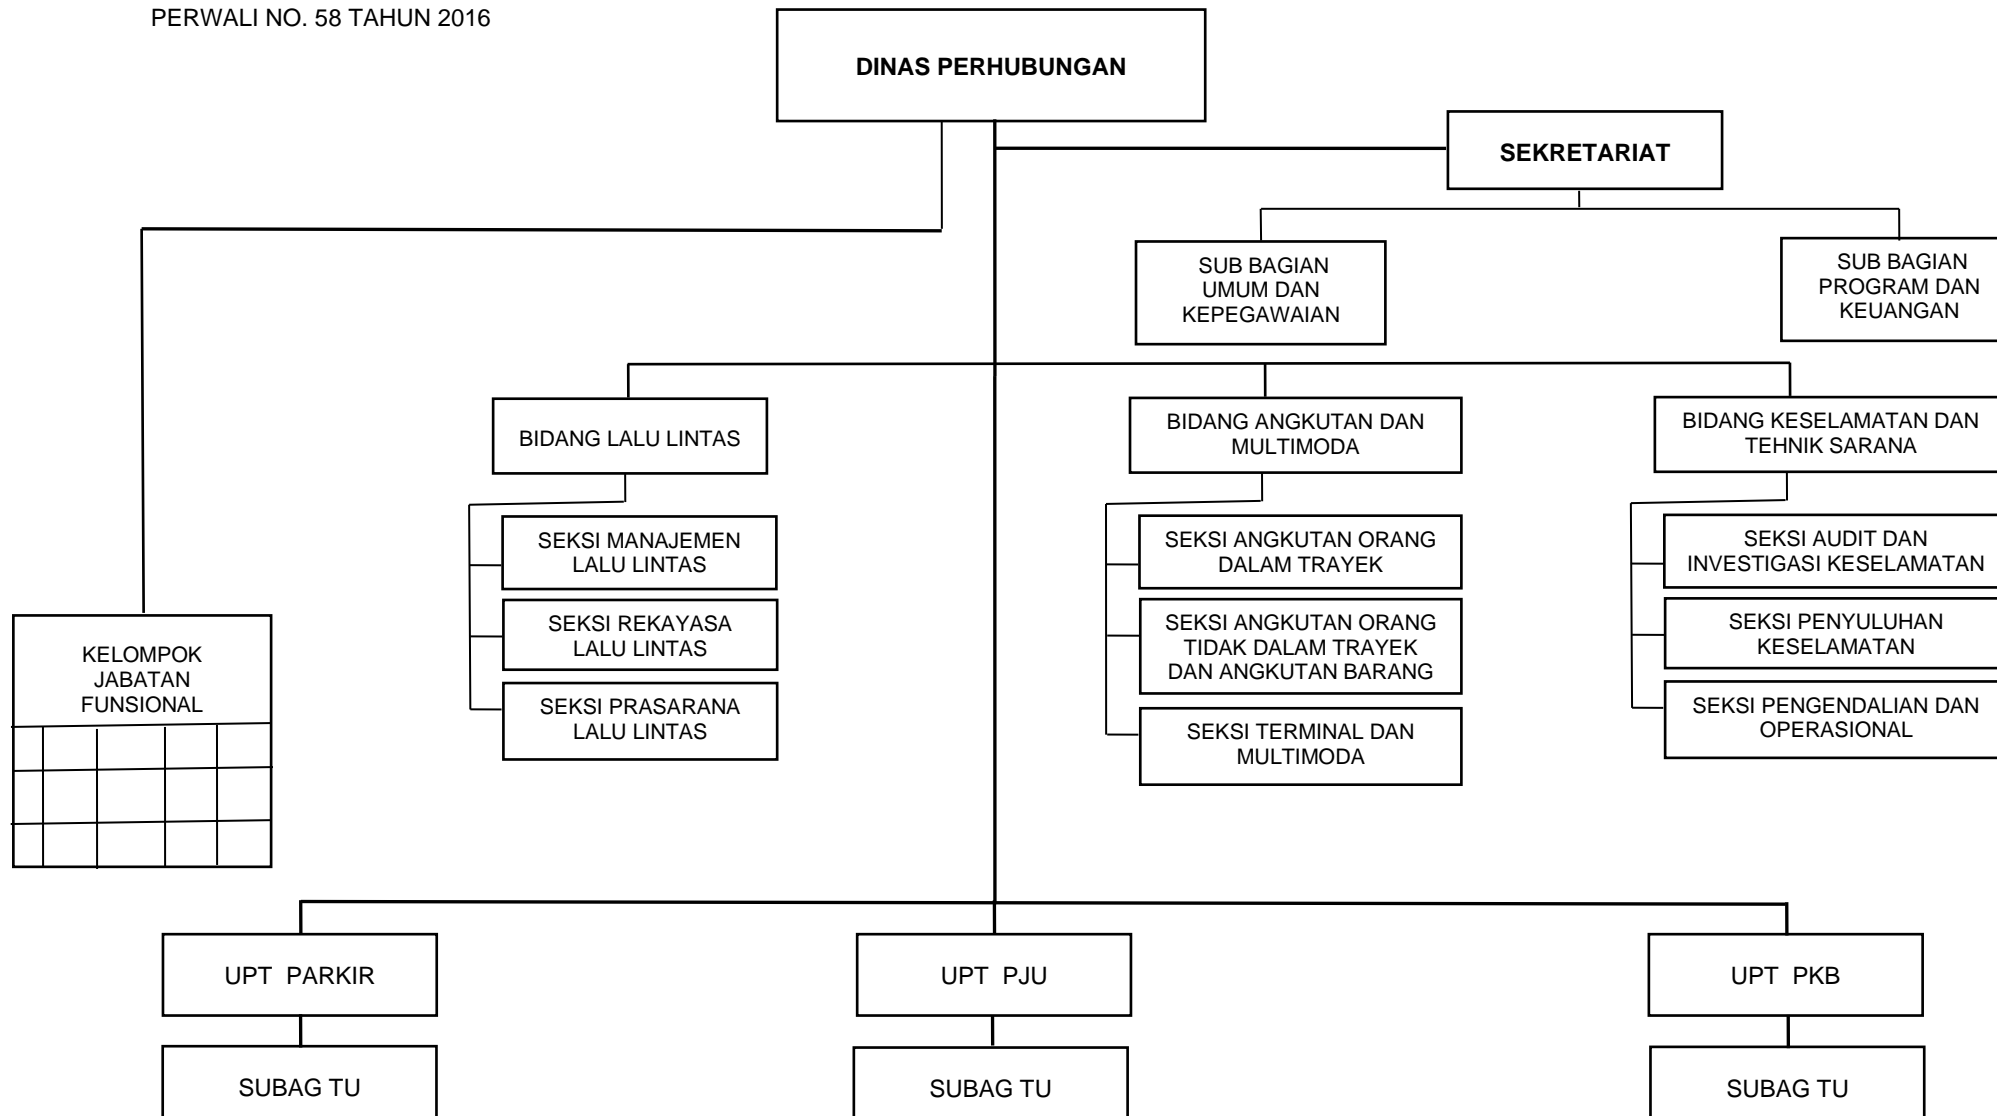 PERWALI NO. 58 TAHUN 2016
DINAS PERHUBUNGAN
SEKRETARIAT
SUB BAGIAN
UMUM DAN
KEPEGAWAIAN
SUB BAGIAN
PROGRAM DAN
KEUANGAN
BIDANG LALU LINTAS
BIDANG ANGKUTAN DAN
MULTIMODA
BIDANG KESELAMATAN DAN
TEHNIK SARANA
SEKSI MANAJEMEN
LALU LINTAS
SEKSI REKAYASA
LALU LINTAS
SEKSI PRASARANA
LALU LINTAS
SEKSI ANGKUTAN ORANG
DALAM TRAYEK
SEKSI ANGKUTAN ORANG
TIDAK DALAM TRAYEK
DAN ANGKUTAN BARANG
SEKSI TERMINAL DAN
MULTIMODA
SEKSI AUDIT DAN
INVESTIGASI KESELAMATAN
SEKSI PENYULUHAN
KESELAMATAN
SEKSI PENGENDALIAN DAN
OPERASIONAL
KELOMPOK
JABATAN
FUNSIONAL
UPT PARKIR
UPT PJU
UPT PKB
SUBAG TU
SUBAG TU
SUBAG TU